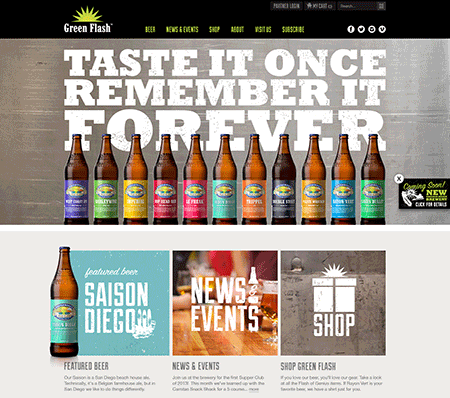 PARTNER LOGIN
MY CART (0)
Search...
Green Flash
BEER NEWS & EVENTS SHOP ABOUT VISIT US SUBSCRIBE
TASTE IT ONCE
REMEMBER IT
FOREVER
Coming Soon!
NEW
CLICK FOR DETAILS
featured beer
SAISON
DIEGO
NEWS
EVENTS
SHOP
FEATURED BEER
NEWS & EVENTS
SHOP GREEN FLASH
Our Saison is a San Diego beach house ale.
Technically, it's a Belgian farmhouse ale, but in
San Diego we like to do things differently.
Join us at the brewery for the first Supper Club
of 2013! This month we're teamed up with the
Carnitas Snack Shack for a 5 course... more
If you love our beer, you'll love our gear. Take a look
at all the Flash of Genius items. If Rayon Vert is your
favorite beer, we have a shirt just for you.